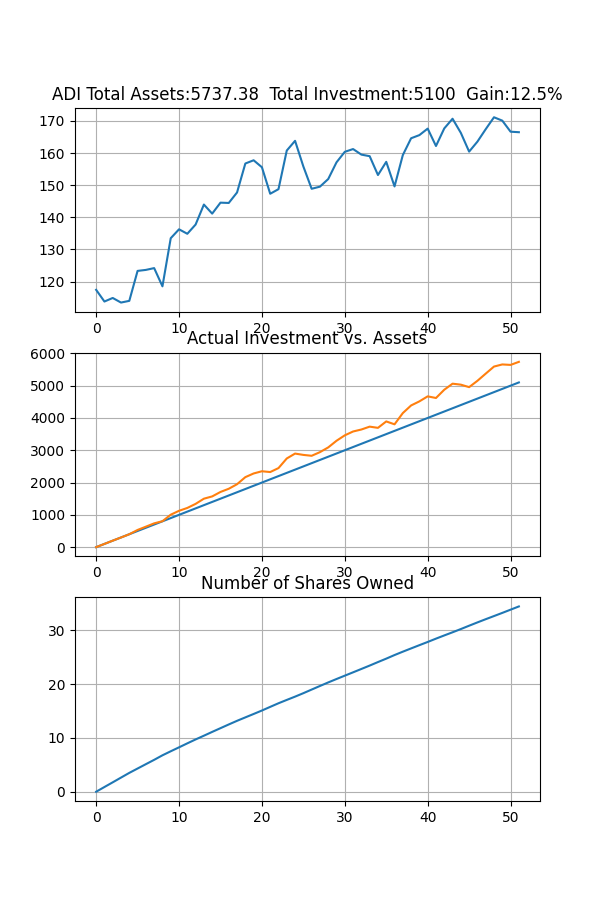 ADI Total Assets:5737.38  Total Investment:5100  Gain:12.5%
170
160
150
140
130
120
0 10 20 30 40 50
Actual Investment vs. Assets
6000
5000
4000
3000
2000
1000
0
0 10 20 30 40 50
Number of Shares Owned
30
20
10
0
0 10 20 30 40 50